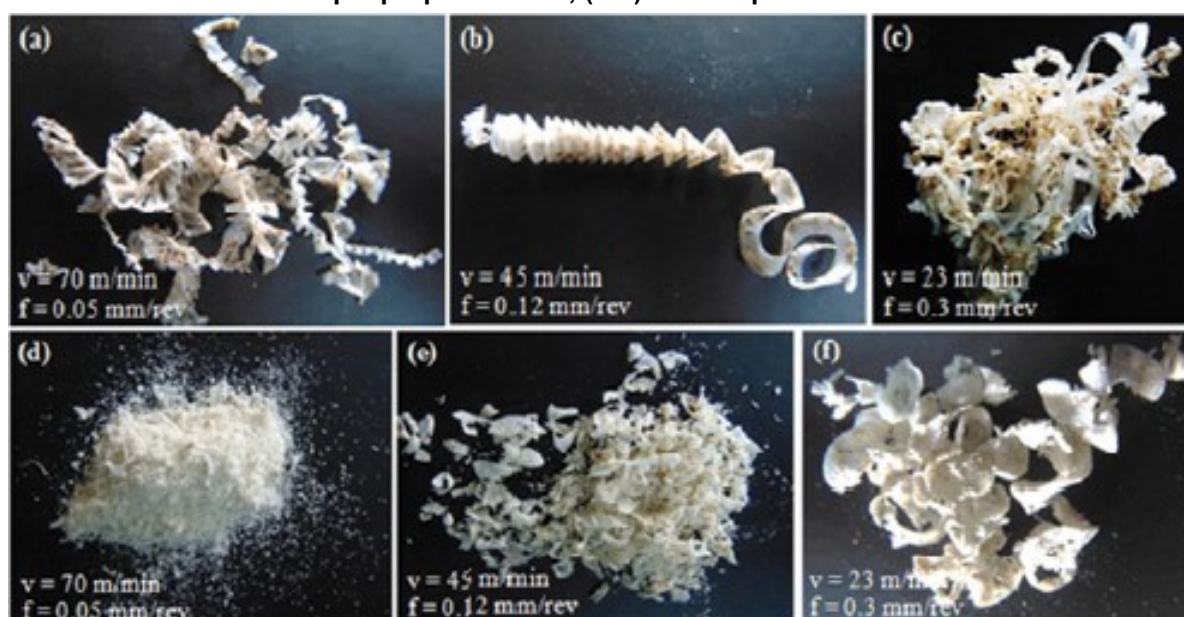 (a)
v = 70 m/min
f = 0.05 mm/rev
(b)
v = 45 m/min
f = 0.12 mm/rev
(c)
v = 23 m/min
f = 0.3 mm/rev
(d)
v = 70 m/min
f = 0.05 mm/rev
(e)
v = 45 m/min
f = 0.12 mm/rev
(f)
v = 23 m/min
f = 0.3 mm/rev